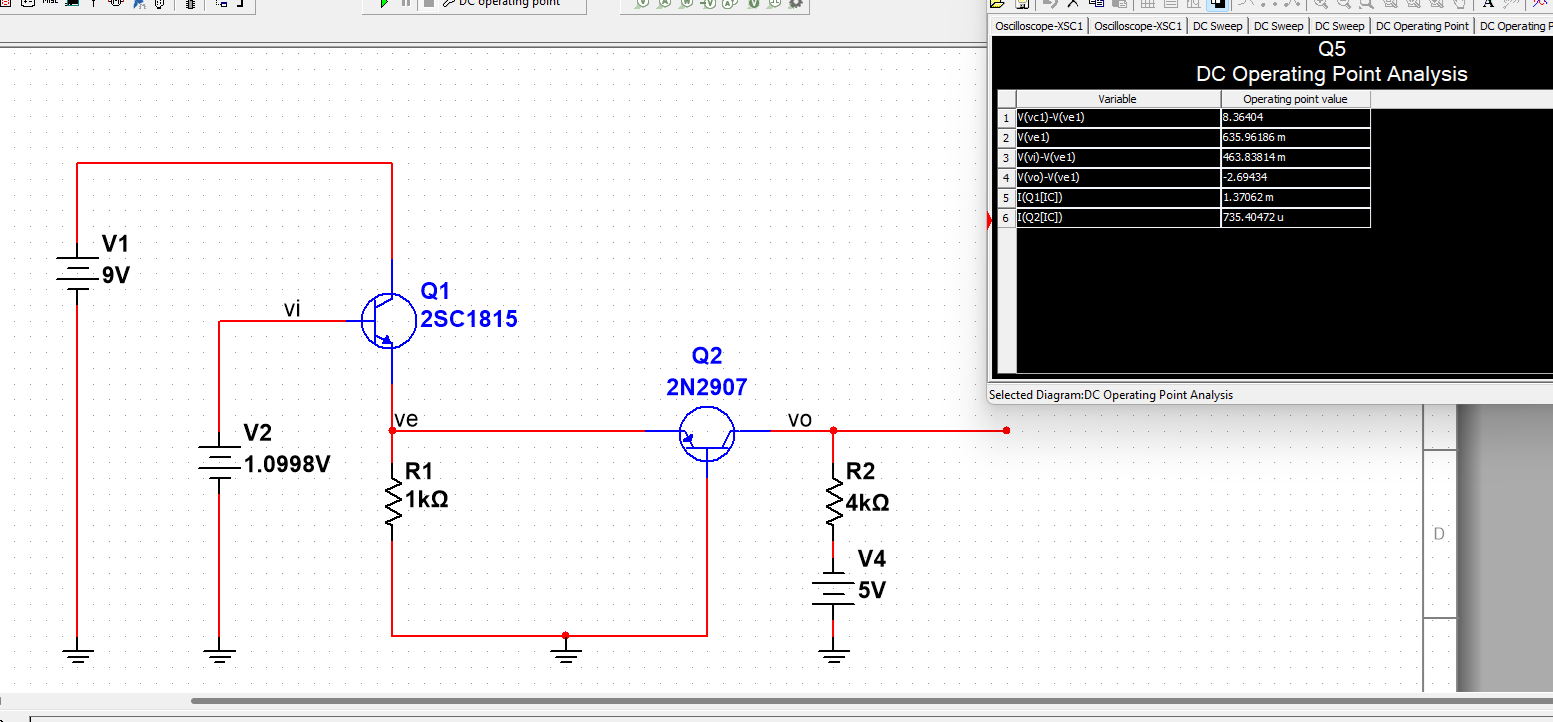 DC operating point
Oscilloscope-XSC1 Oscilloscope-XSC1 DC Sweep DC Sweep DC Sweep DC Operating Point DC Operating P
Q5
DC Operating Point Analysis
Variable Operating point value
1 V(vc1)-V(ve1) 8.36404
2 V(ve1) 635.96186 m
3 V(vi)-V(ve1) 463.83814 m
4 V(vo)-V(ve1) -2.69434
5 I(Q1[IC]) 1.37062 m
6 I(Q2[IC]) 735.40472 u
Selected Diagram:DC Operating Point Analysis
V1
9V
vi
Q1
2SC1815
Q2
2N2907
ve
vo
V2
1.0998V
R1
1kΩ
R2
4kΩ
V4
5V
D